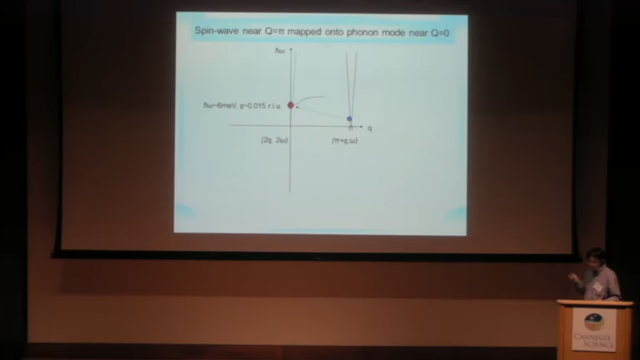 Spin-wave near Q=π mapped onto phonon mode near Q=0
ħω
ħω~6meV, q~0.015 r.l.u.
π
q
(2q, 2ω)
(π+q,ω)
CARNEGIE
SCIENCE